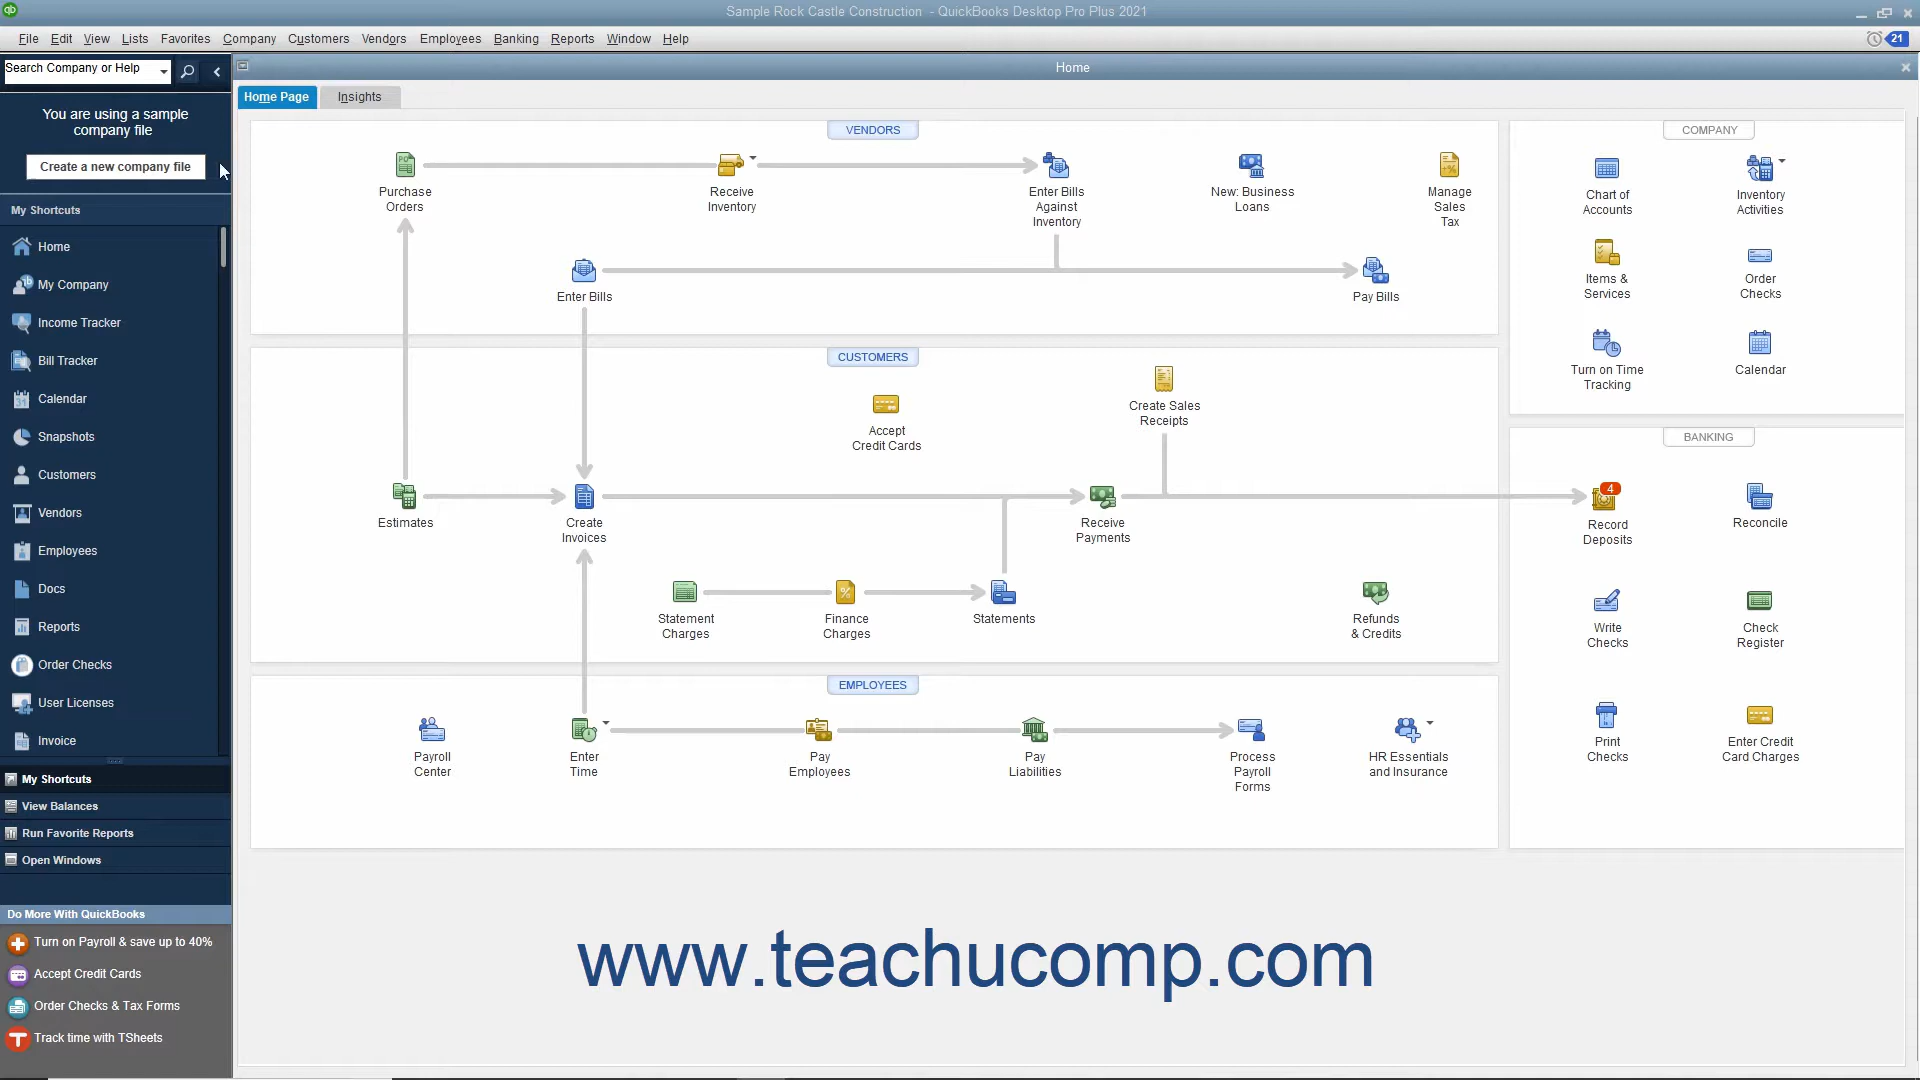 Sample Rock Castle Construction - QuickBooks Desktop Pro Plus 2021
File Edit View Lists Favorites Company Customers Vendors Employees Banking Reports Window Help
21
Search Company or Help
Home
Home Page
Insights
You are using a sample
company file
Create a new company file
My Shortcuts
Home
My Company
Income Tracker
Bill Tracker
Calendar
Snapshots
Customers
Vendors
Employees
Docs
Reports
Order Checks
User Licenses
Invoice
My Shortcuts
View Balances
Run Favorite Reports
Open Windows
Do More With QuickBooks
Turn on Payroll & save up to 40%
Accept Credit Cards
Order Checks & Tax Forms
Track time with TSheets
VENDORS
Purchase
Orders
Receive
Inventory
Enter Bills
Against
Inventory
New: Business
Loans
Manage
Sales
Tax
Enter Bills
Pay Bills
CUSTOMERS
Accept
Credit Cards
Create Sales
Receipts
Estimates
Create
Invoices
Receive
Payments
Statement
Charges
Finance
Charges
Statements
Refunds
& Credits
EMPLOYEES
Payroll
Center
Enter
Time
Pay
Employees
Pay
Liabilities
Process
Payroll
Forms
HR Essentials
and Insurance
COMPANY
Chart of
Accounts
Inventory
Activities
Items &
Services
Order
Checks
Turn on Time
Tracking
Calendar
BANKING
4
Record
Deposits
Reconcile
Write
Checks
Check
Register
Print
Checks
Enter Credit
Card Charges
www.teachucomp.com